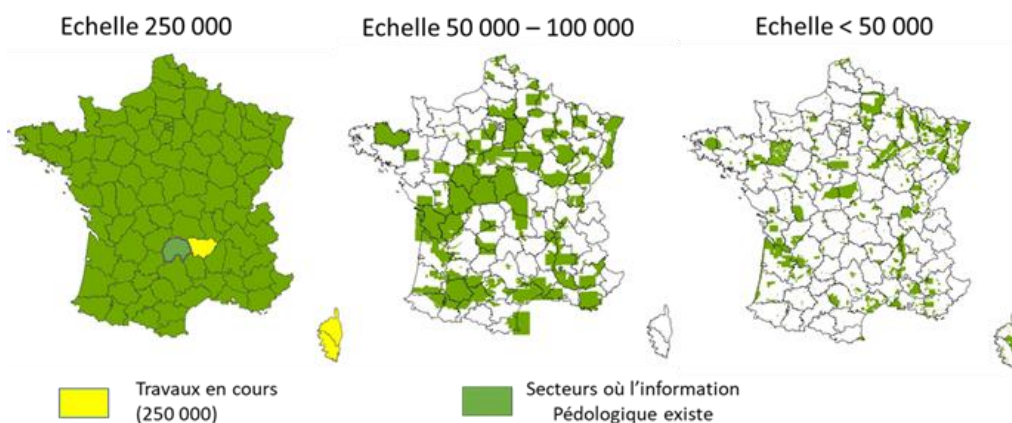 Echelle 250 000
Echelle 50 000 – 100 000
Echelle < 50 000
Travaux en cours
(250 000)
Secteurs où l’information
Pédologique existe